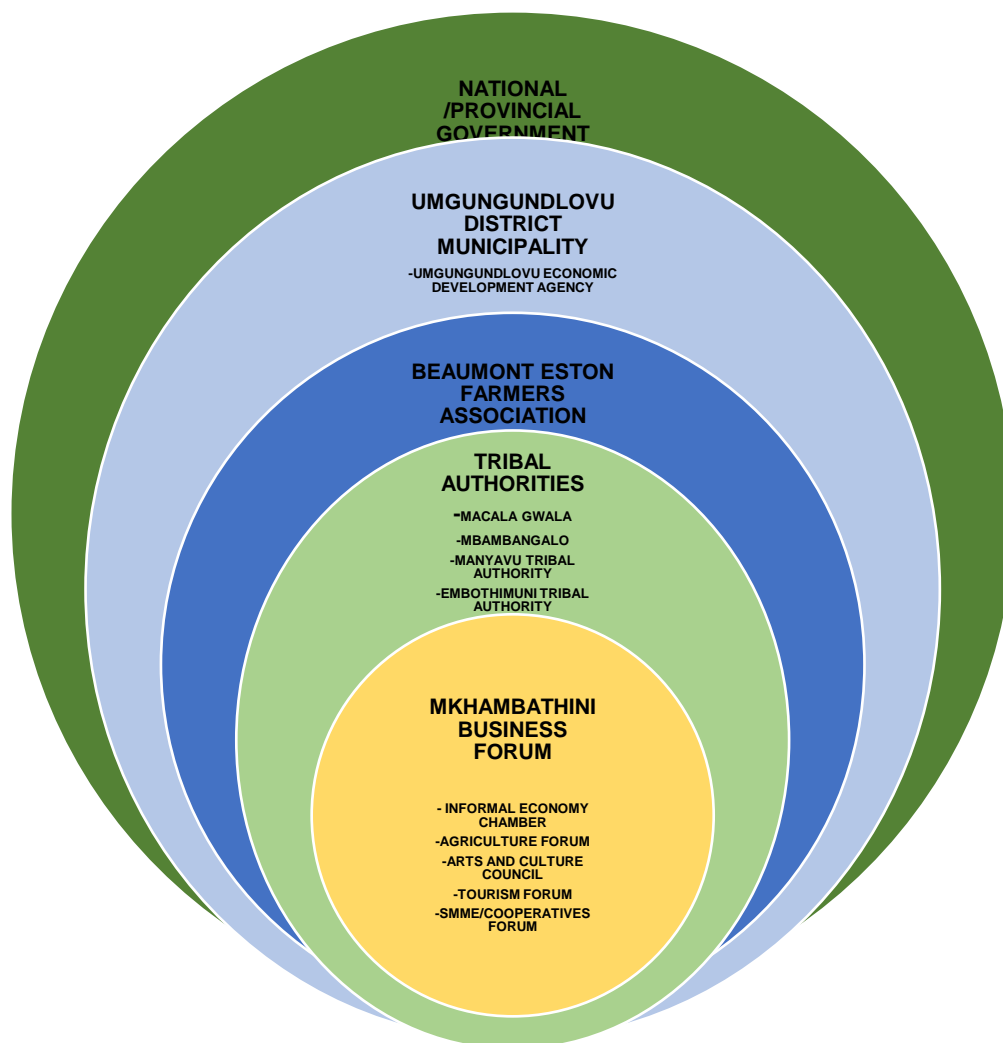 NATIONAL
/PROVINCIAL
GOVERNMENT
UMGUNGUNDLOVU
DISTRICT
MUNICIPALITY
-UMGUNGUNDLOVU ECONOMIC
DEVELOPMENT AGENCY
BEAUMONT ESTON
FARMERS
ASSOCIATION
TRIBAL
AUTHORITIES
-MACALA GWALA
-MBAMBANGALO
-MANYAVU TRIBAL
AUTHORITY
-EMBOTHIMUNI TRIBAL
AUTHORITY
MKHAMBATHINI
BUSINESS
FORUM
- INFORMAL ECONOMY
CHAMBER
-AGRICULTURE FORUM
-ARTS AND CULTURE
COUNCIL
-TOURISM FORUM
-SMME/COOPERATIVES
FORUM